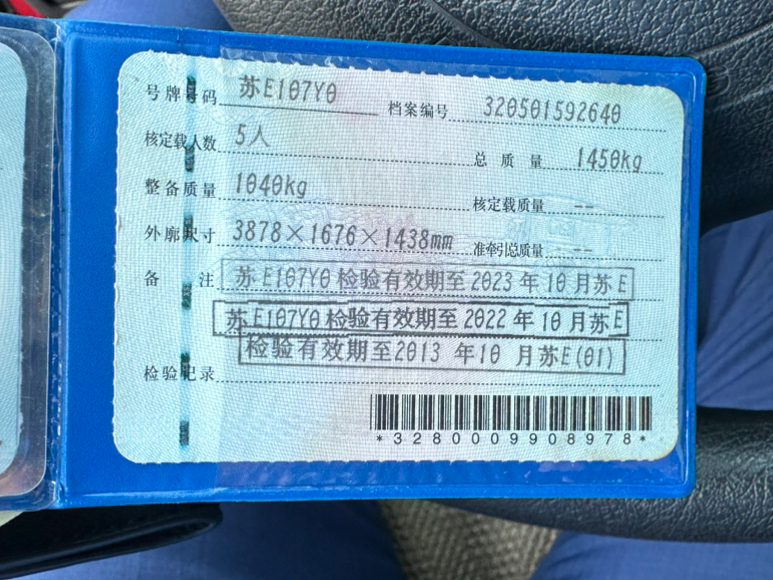 号牌号码 苏E107Y0 档案编号 320501592640
核定载人数 5人 总质量 1450kg
整备质量 1040kg 核定载质量 --
外廓尺寸 3878×1676×1438mm 准牵引总质量 --
备注 苏E107Y0检验有效期至2023年10月苏E
苏E107Y0检验有效期至2022年10月苏E
检验有效期至2013年10月苏E(01)
检验记录
*3280009908978*